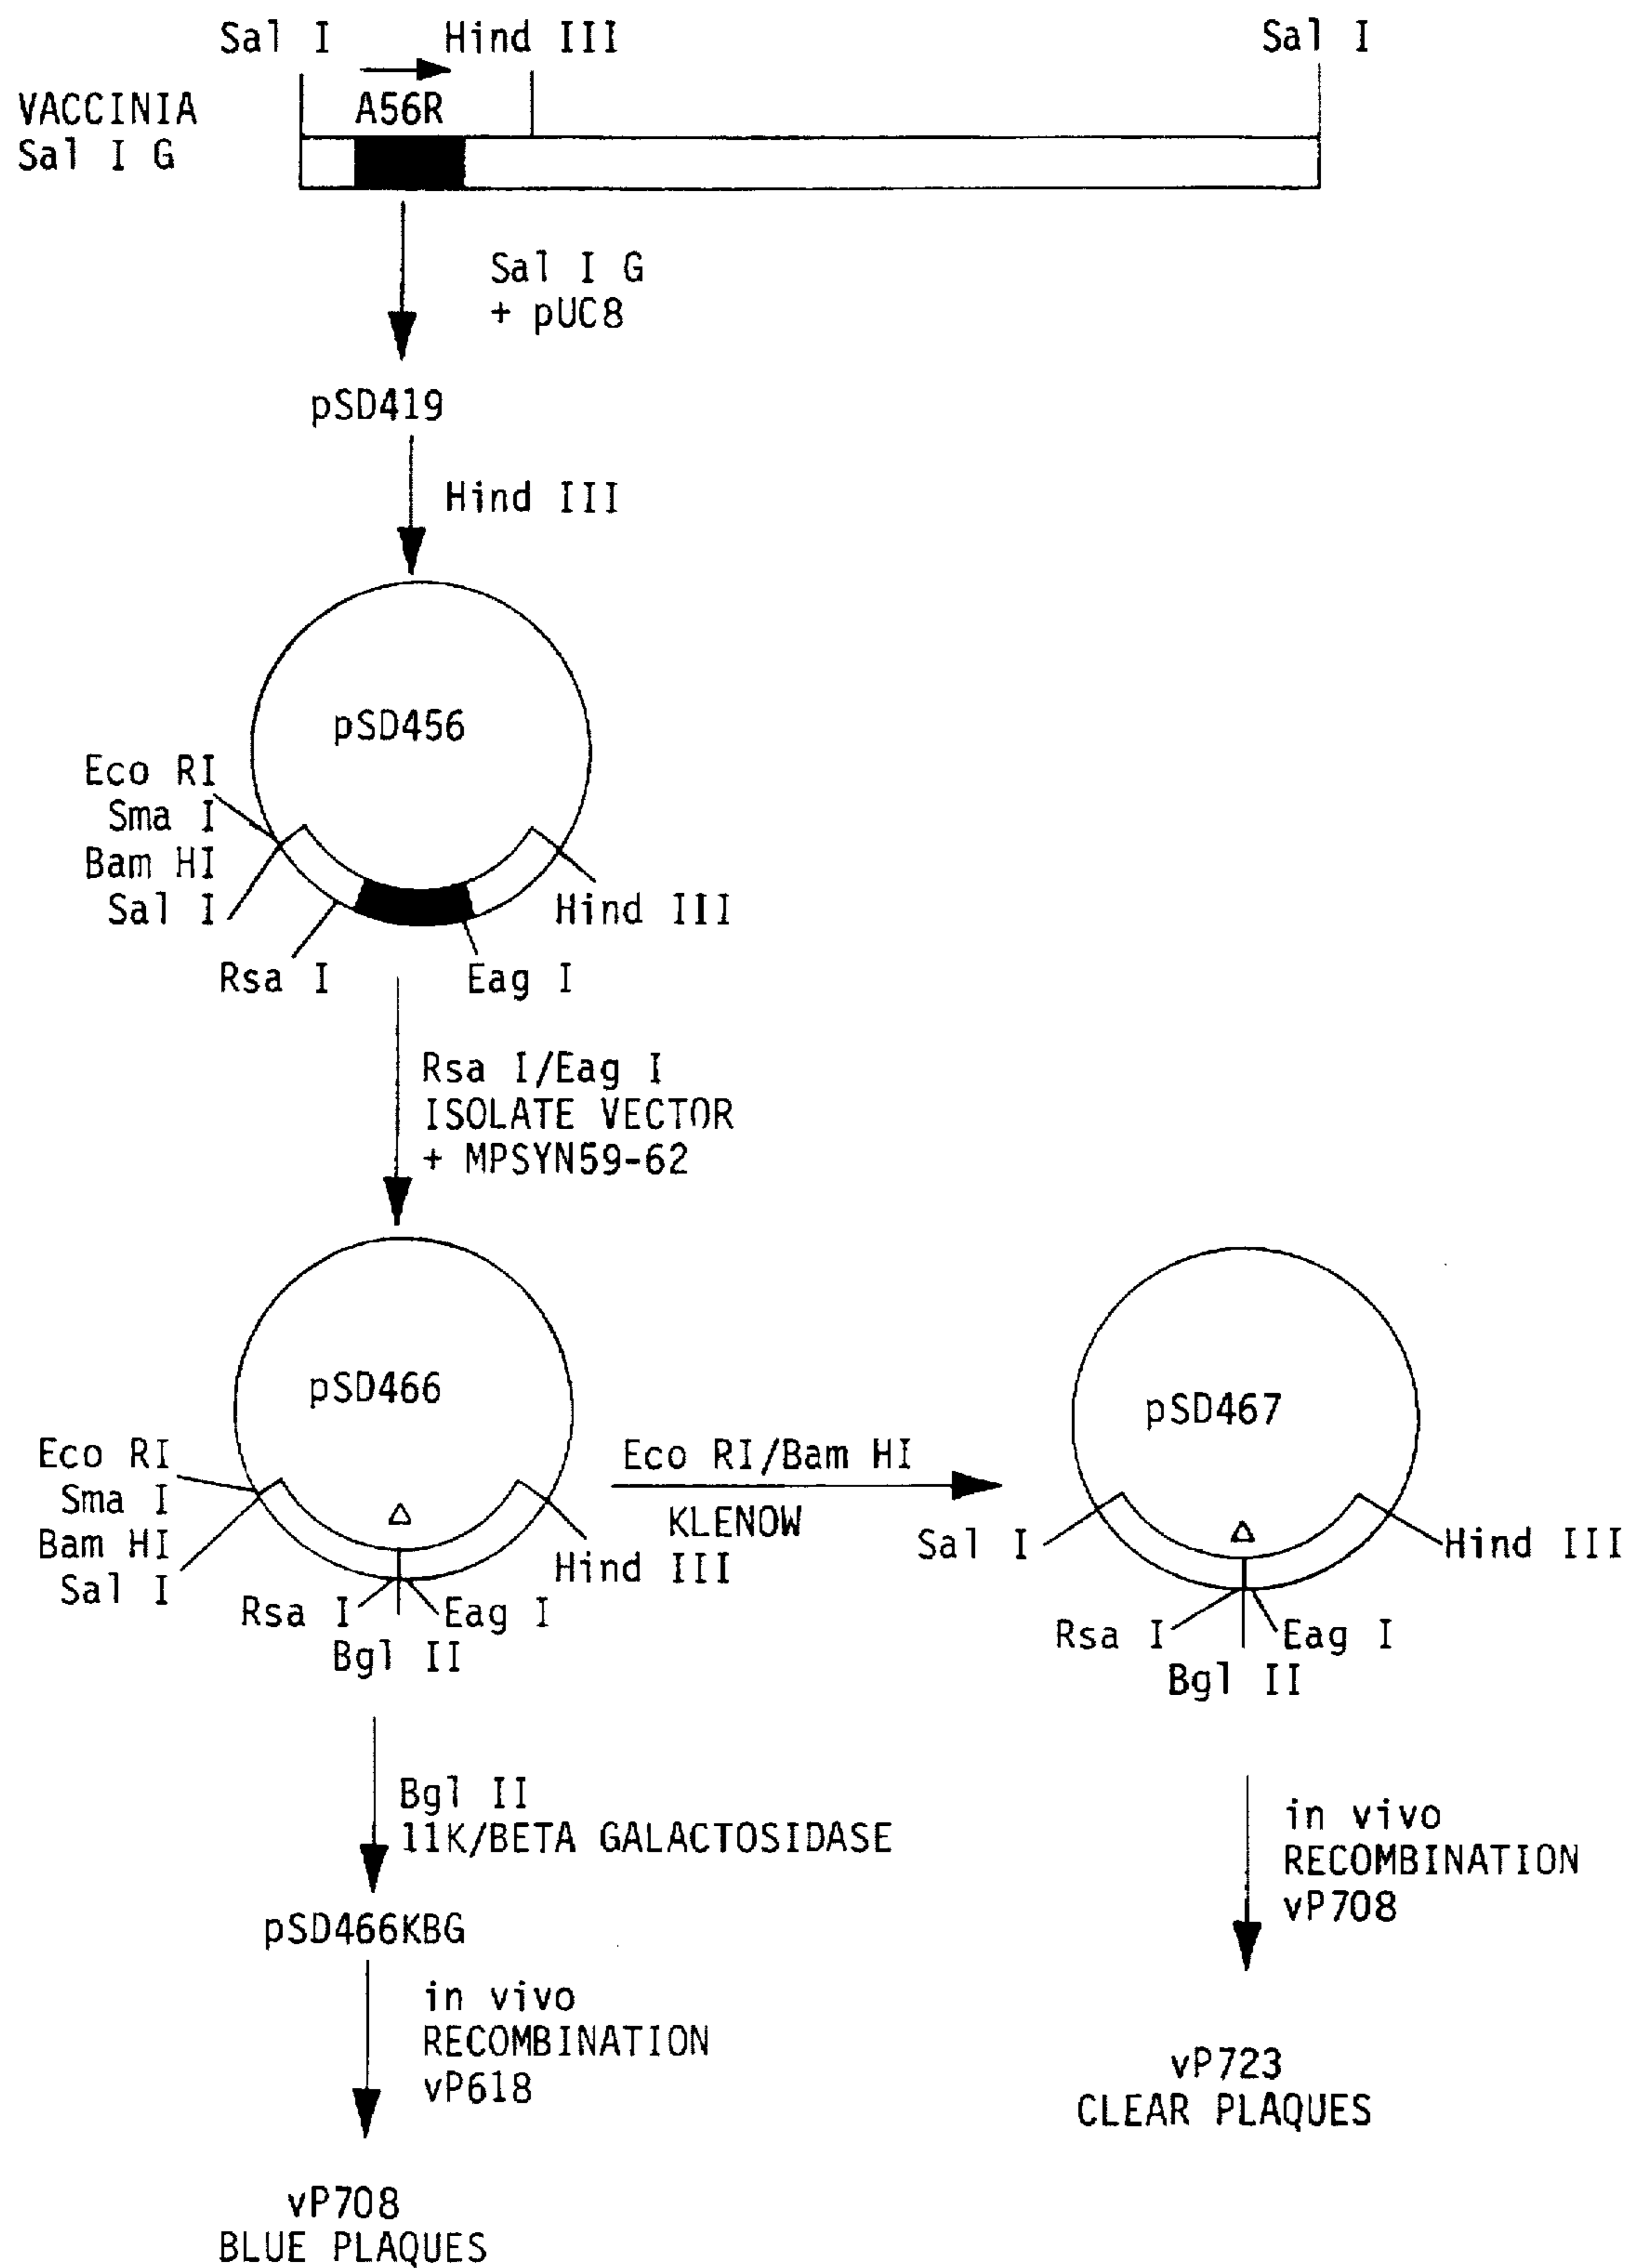 Sal I
Hind III
Sal I
VACCINIA
Sal I G
A56R
Sal I G
+ pUC8
pSD419
Hind III
pSD456
Eco RI
Sma I
Bam HI
Sal I
Hind III
Rsa I
Eag I
Rsa I/Eag I
ISOLATE VECTOR
+ MPSYN59-62
pSD466
Eco RI
Sma I
Bam HI
Sal I
Δ
Hind III
Rsa I
Eag I
Bgl II
Eco RI/Bam HI
KLENOW
pSD467
Sal I
Δ
Hind III
Rsa I
Eag I
Bgl II
Bgl II
11K/BETA GALACTOSIDASE
pSD466KBG
in vivo
RECOMBINATION
vP618
vP708
BLUE PLAQUES
in vivo
RECOMBINATION
vP708
vP723
CLEAR PLAQUES